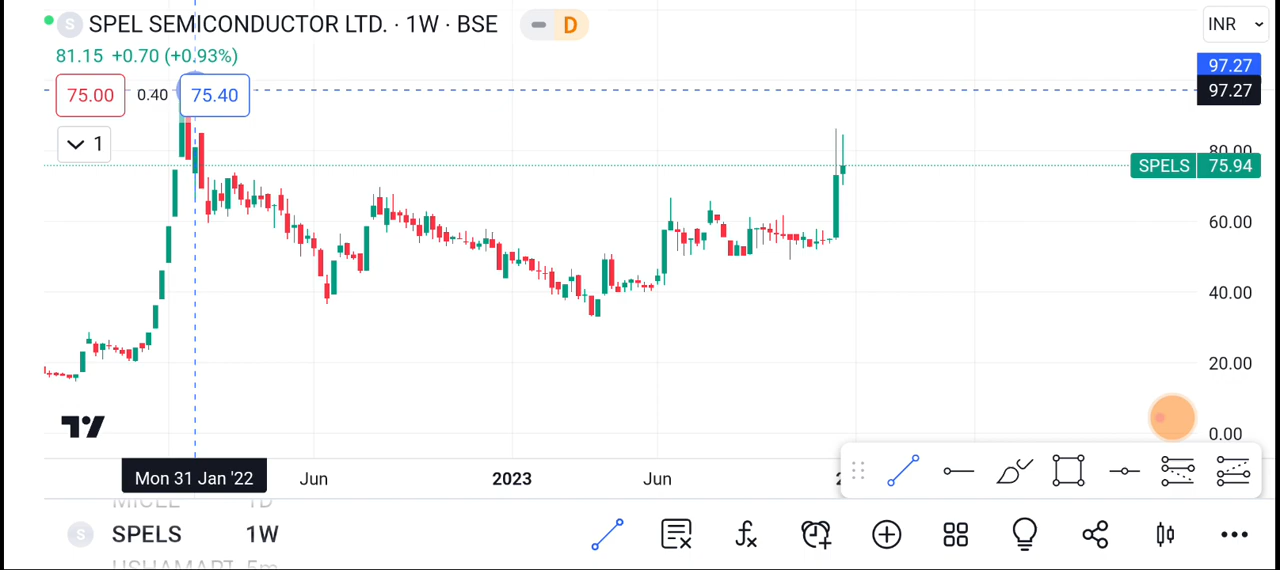 S SPEL SEMICONDUCTOR LTD. · 1W · BSE D INR
81.15 +0.70 (+0.93%)
97.27
75.00 0.40 75.40 97.27
1
80.00
SPELS 75.94
60.00
40.00
20.00
0.00
Mon 31 Jan '22 Jun 2023 Jun
S SPELS 1W